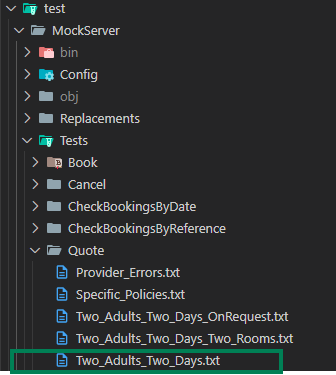 test
MockServer
bin
Config
obj
Replacements
Tests
Book
Cancel
CheckBookingsByDate
CheckBookingsByReference
Quote
Provider_Errors.txt
Specific_Policies.txt
Two_Adults_Two_Days_OnRequest.txt
Two_Adults_Two_Days_Two_Rooms.txt
Two_Adults_Two_Days.txt